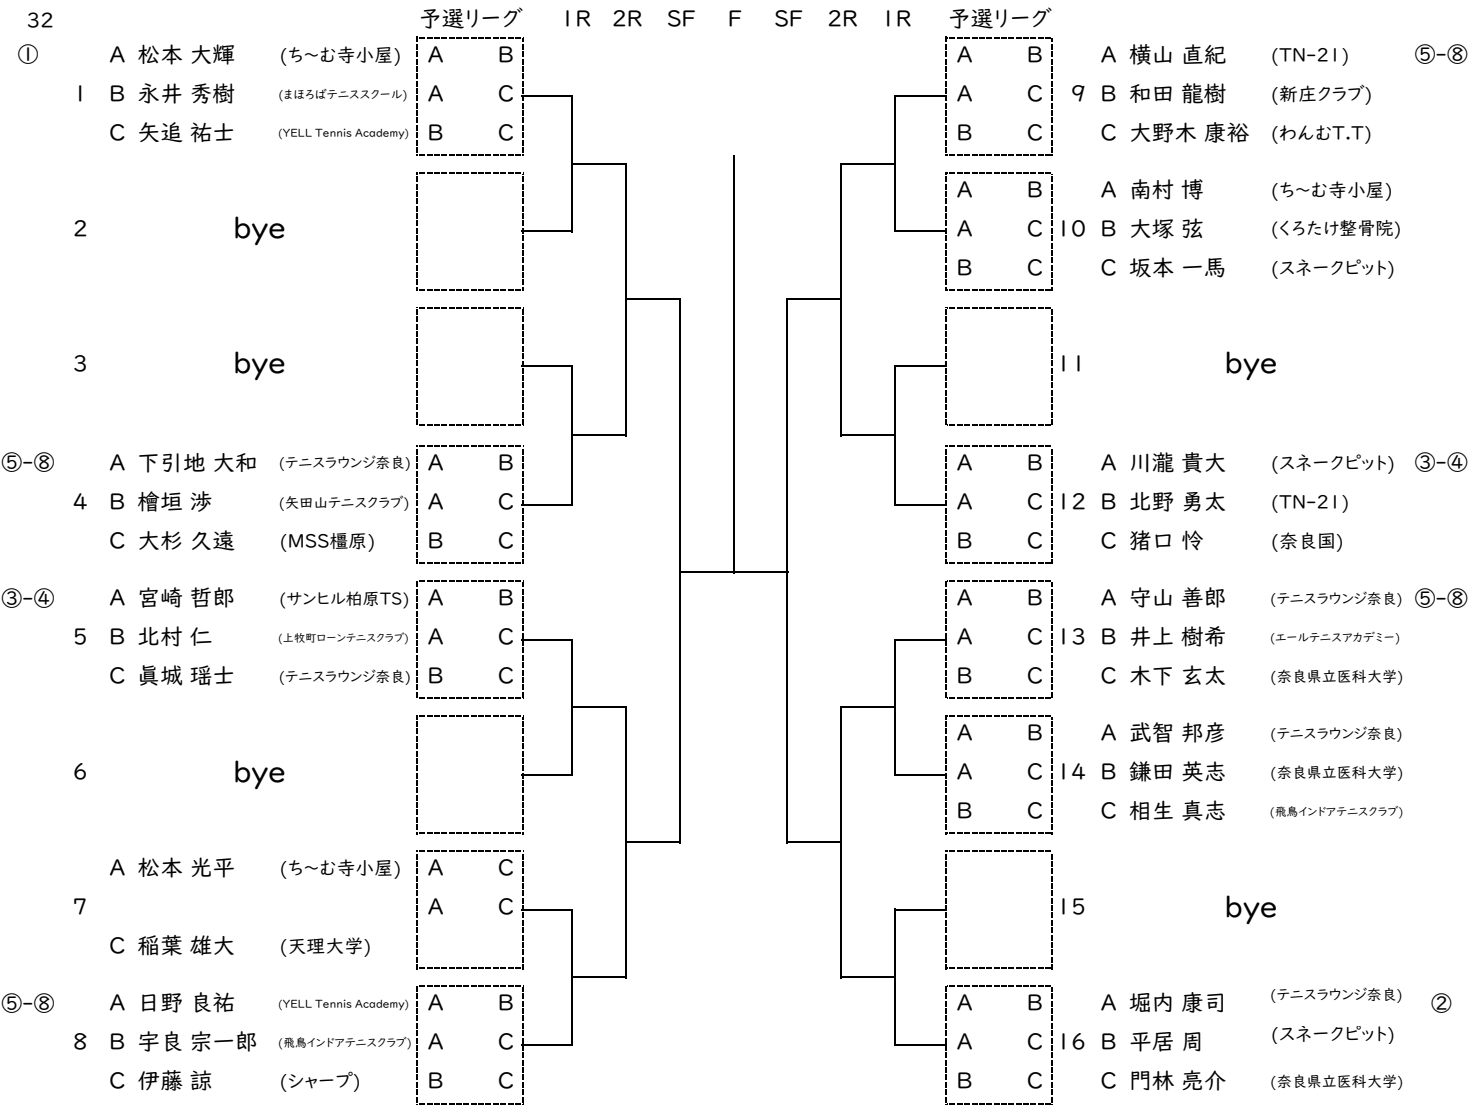 32 予選リーグ 1R 2R SF F SF 2R 1R 予選リーグ
① A 松本 大輝 (ち～む寺小屋) A B
1 B 永井 秀樹 (まほろばテニススクール) A C
C 矢追 祐士 (YELL Tennis Academy) B C
2 bye
3 bye
⑤-⑧ A 下引地 大和 (テニスラウンジ奈良) A B
4 B 檜垣 渉 (矢田山テニスクラブ) A C
C 大杉 久遠 (MSS橿原) B C
③-④ A 宮崎 哲郎 (サンヒル柏原TS) A B
5 B 北村 仁 (上牧町ローンテニスクラブ) A C
C 眞城 瑶士 (テニスラウンジ奈良) B C
6 bye
A 松本 光平 (ち～む寺小屋) A C
7 A C
C 稲葉 雄大 (天理大学)
⑤-⑧ A 日野 良祐 (YELL Tennis Academy) A B
8 B 宇良 宗一郎 (飛鳥インドアテニスクラブ) A C
C 伊藤 諒 (シャープ) B C
A B A 横山 直紀 (TN-21) ⑤-⑧
A C 9 B 和田 龍樹 (新庄クラブ)
B C C 大野木 康裕 (わんむT.T)
A B A 南村 博 (ち～む寺小屋)
A C 10 B 大塚 弦 (くろたけ整骨院)
B C C 坂本 一馬 (スネークピット)
11 bye
A B A 川瀧 貴大 (スネークピット) ③-④
A C 12 B 北野 勇太 (TN-21)
B C C 猪口 怜 (奈良国)
A B A 守山 善郎 (テニスラウンジ奈良) ⑤-⑧
A C 13 B 井上 樹希 (エールテニスアカデミー)
B C C 木下 玄太 (奈良県立医科大学)
A B A 武智 邦彦 (テニスラウンジ奈良)
A C 14 B 鎌田 英志 (奈良県立医科大学)
B C C 相生 真志 (飛鳥インドアテニスクラブ)
15 bye
A B A 堀内 康司 (テニスラウンジ奈良) ②
A C 16 B 平居 周 (スネークピット)
B C C 門林 亮介 (奈良県立医科大学)